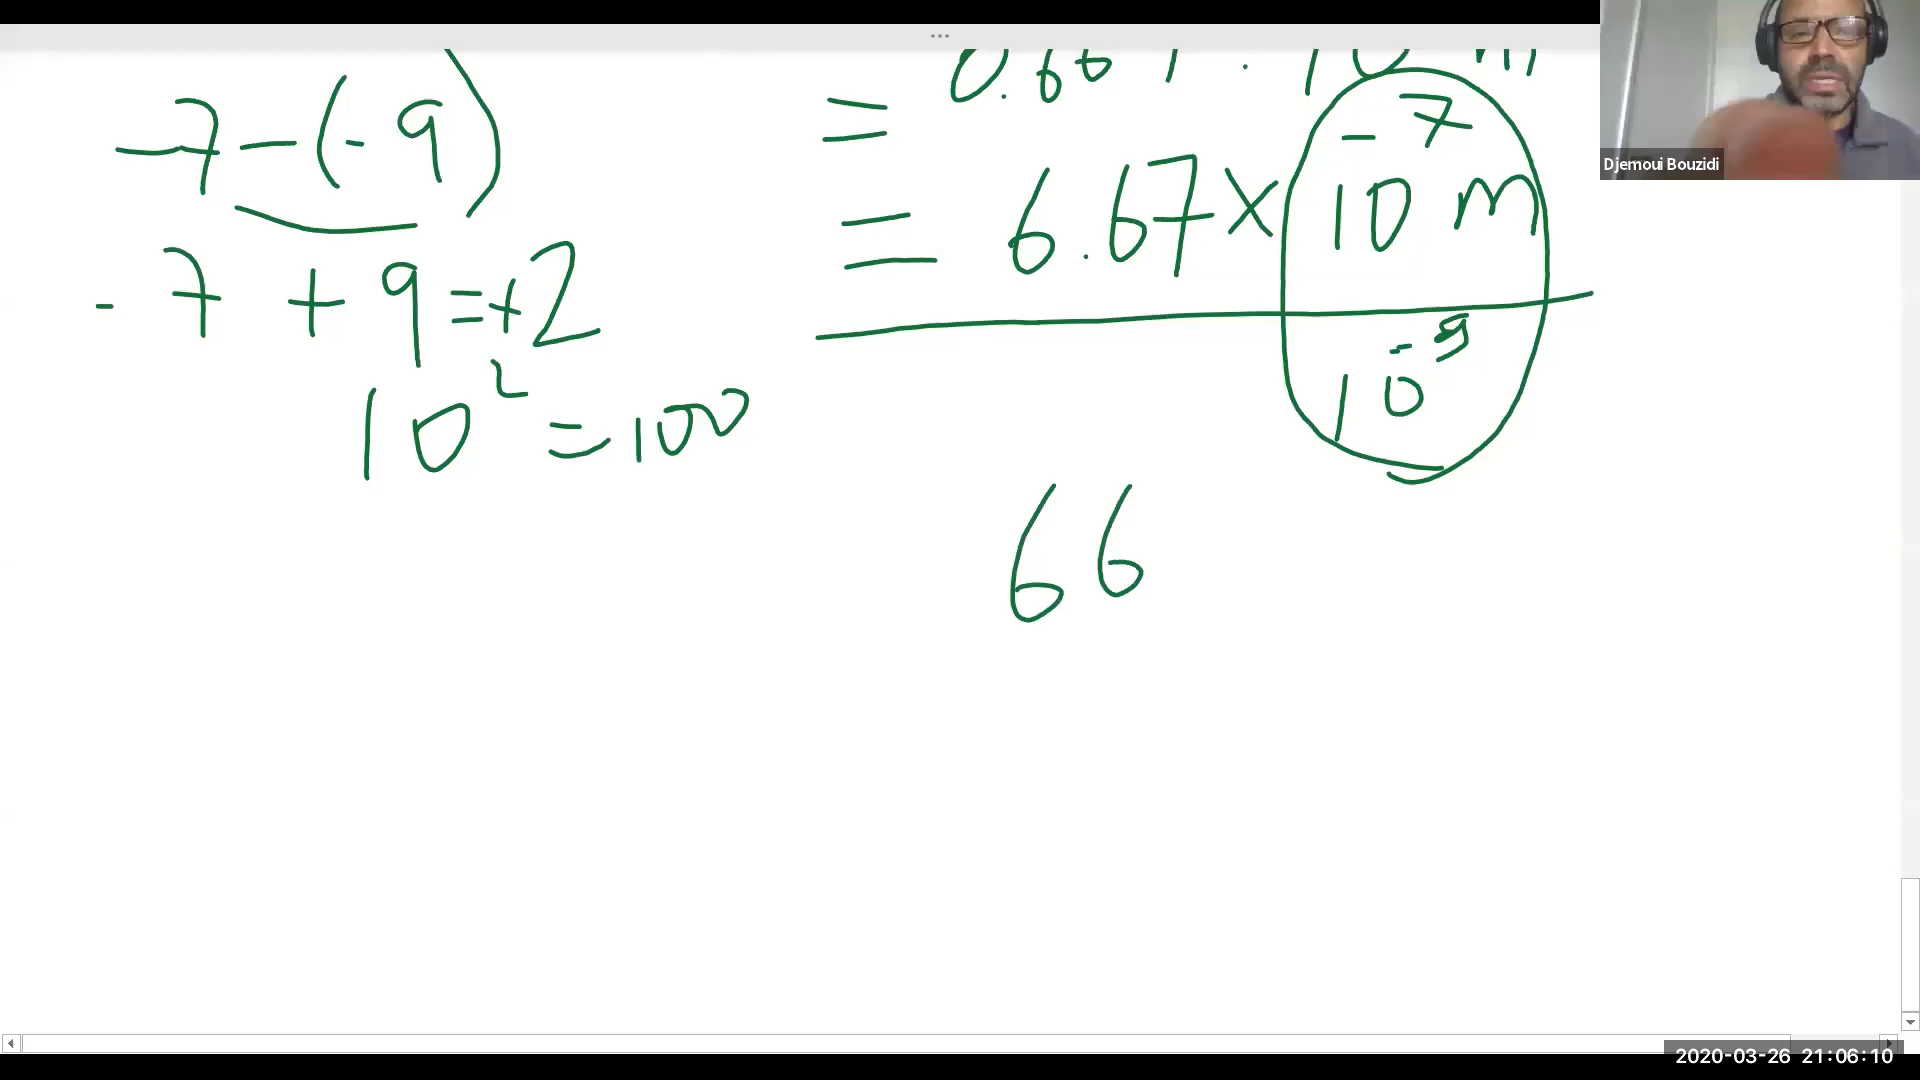 = 0.667 . 10 m
-7 - (-9)
= 6.67 x 10^-7 m
- 7 + 9 = +2
10^-9
10^2 = 100
66
Djemoui Bouzidi
2020-03-26 21:06:10